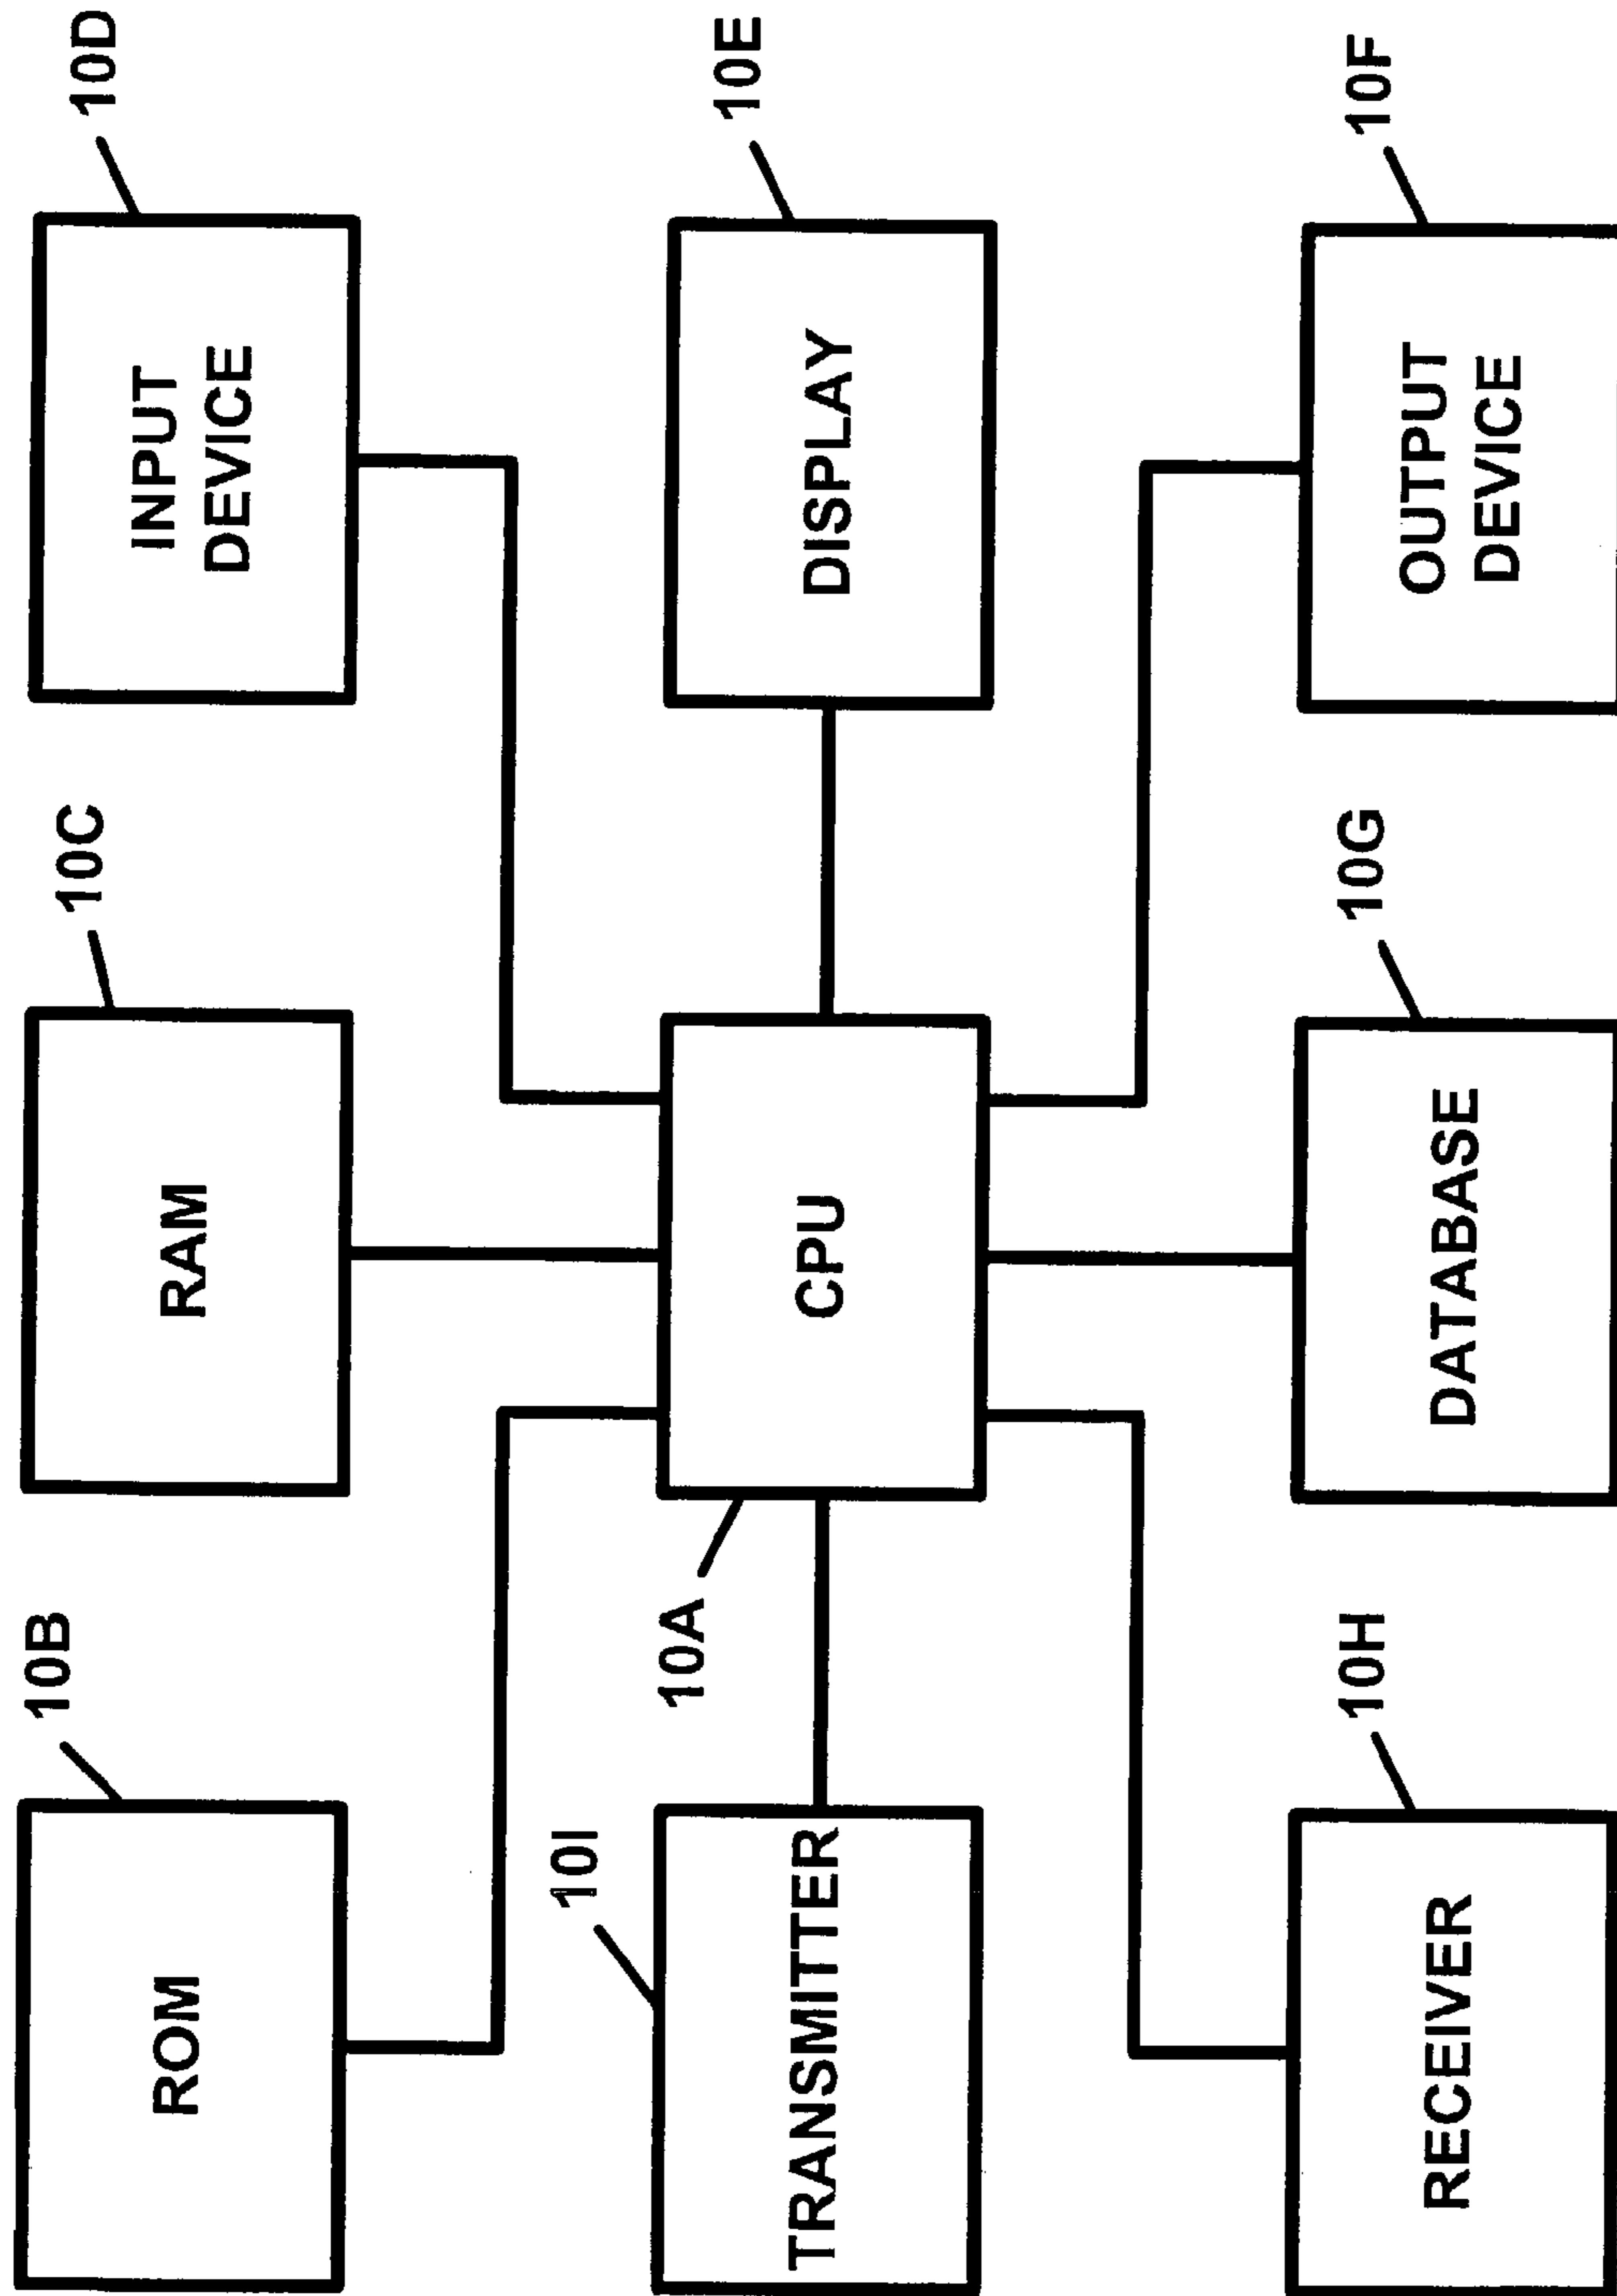 10B
10C
10D
ROM
RAM
INPUT
DEVICE
10I
10A
10E
TRANSMITTER
CPU
DISPLAY
10H
10G
10F
RECEIVER
DATABASE
OUTPUT
DEVICE